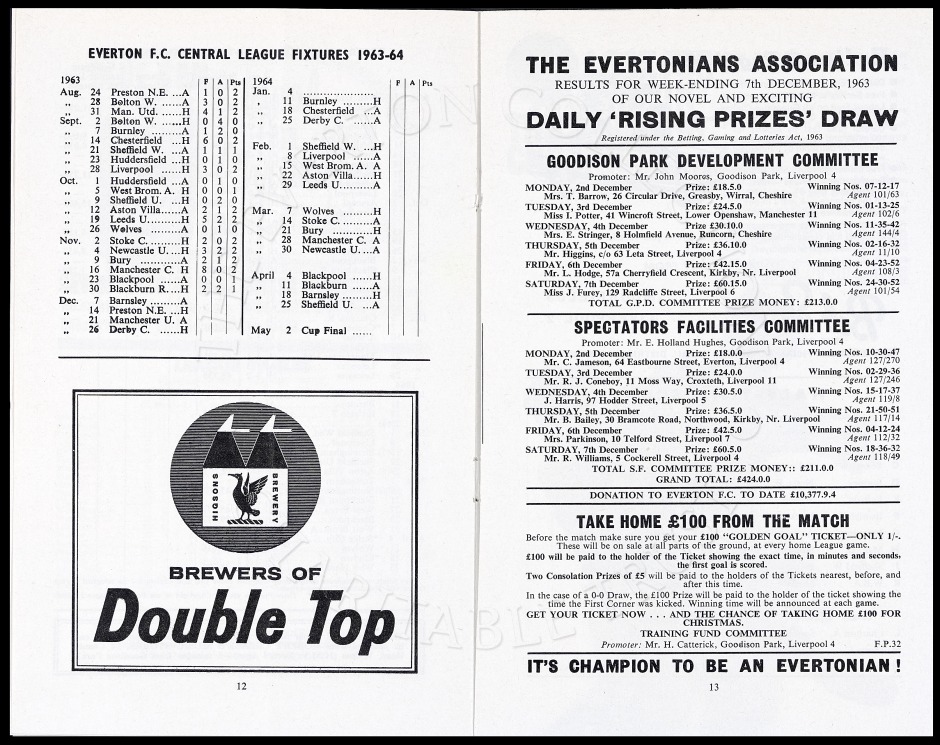 EVERTON F.C. CENTRAL LEAGUE FIXTURES 1963-64
1963 F A Pts
Aug. 24 Preston N.E. ...A 1 0 2
,, 28 Bolton W. ......H 3 0 2
,, 31 Man. Utd. ......H 4 1 2
Sept. 2 Bolton W. ......H 0 4 0
,, 7 Burnley ..........A 1 2 0
,, 14 Chesterfield ...H 6 0 2
,, 21 Sheffield W. ...A 1 1 1
,, 23 Huddersfield ...H 0 1 0
,, 28 Liverpool ......H 3 0 2
Oct. 1 Huddersfield ...A 0 1 0
,, 5 West Brom. A. H 0 0 1
,, 9 Sheffield U. ...H 0 2 0
,, 12 Aston Villa......A 2 1 2
,, 19 Leeds U..........H 5 2 2
,, 26 Wolves ..........A 0 1 0
Nov. 2 Stoke C. .........H 2 0 2
,, 4 Newcastle U. ...H 3 2 2
,, 9 Bury ..............A 2 1 2
,, 16 Manchester C. H 8 0 2
,, 23 Blackpool ......A 0 0 1
,, 30 Blackburn R. ...H 2 2 1
Dec. 7 Barnsley .........A
,, 14 Preston N.E. ...H
,, 21 Manchester U. A
,, 26 Derby C. ......H
1964 F A Pts
Jan. 4 ........................
,, 11 Burnley ..........H
,, 18 Chesterfield ...A
,, 25 Derby C. ......A
Feb. 1 Sheffield W. ...H
,, 8 Liverpool ......A
,, 15 West Brom. A. A
,, 22 Aston Villa......H
,, 29 Leeds U..........A
Mar. 7 Wolves ..........H
,, 14 Stoke C. .........A
,, 21 Bury ..............H
,, 28 Manchester C. A
,, 30 Newcastle U. ...A
April 4 Blackpool ......H
,, 11 Blackburn ......A
,, 18 Barnsley .........H
,, 25 Sheffield U. ...A
May 2 Cup Final ......
HIGSONS BREWERY
BREWERS OF
Double Top
12
THE EVERTONIANS ASSOCIATION
RESULTS FOR WEEK-ENDING 7th DECEMBER, 1963
OF OUR NOVEL AND EXCITING
DAILY 'RISING PRIZES' DRAW
Registered under the Betting, Gaming and Lotteries Act, 1963
GOODISON PARK DEVELOPMENT COMMITTEE
Promoter: Mr. John Moores, Goodison Park, Liverpool 4
MONDAY, 2nd December Prize: £18.5.0 Winning Nos. 07-12-17
Mrs. T. Barrow, 26 Circular Drive, Greasby, Wirral, Cheshire Agent 101/63
TUESDAY, 3rd December Prize: £24.5.0 Winning Nos. 01-13-25
Miss I. Potter, 41 Wincroft Street, Lower Openshaw, Manchester 11 Agent 102/6
WEDNESDAY, 4th December Prize £30.10.0 Winning Nos. 11-35-42
Mrs. E. Stringer, 8 Holmfield Avenue, Runcorn, Cheshire Agent 144/4
THURSDAY, 5th December Prize: £36.10.0 Winning Nos. 02-16-32
Mr. Higgins, c/o 63 Leta Street, Liverpool 4 Agent 11/10
FRIDAY, 6th December Prize: £42.15.0 Winning Nos. 04-23-52
Mr. L. Hodge, 57a Cherryfield Crescent, Kirkby, Nr. Liverpool Agent 108/3
SATURDAY, 7th December Prize: £60.15.0 Winning Nos. 24-30-52
Miss J. Furey, 129 Radcliffe Street, Liverpool 6 Agent 101/54
TOTAL G.P.D. COMMITTEE PRIZE MONEY: £213.0.0
SPECTATORS FACILITIES COMMITTEE
Promoter: Mr. E. Holland Hughes, Goodison Park, Liverpool 4
MONDAY, 2nd December Prize: £18.0.0 Winning Nos. 10-30-47
Mr. C. Jameson, 64 Eastbourne Street, Everton, Liverpool 4 Agent 127/270
TUESDAY, 3rd December Prize: £24.0.0 Winning Nos. 02-29-36
Mr. R. J. Coneboy, 11 Moss Way, Croxteth, Liverpool 11 Agent 127/246
WEDNESDAY, 4th December Prize: £30.5.0 Winning Nos. 15-17-37
J. Harris, 97 Hodder Street, Liverpool 5 Agent 119/8
THURSDAY, 5th December Prize: £36.5.0 Winning Nos. 21-50-51
Mr. B. Bailey, 30 Bramcote Road, Northwood, Kirkby, Nr. Liverpool Agent 117/14
FRIDAY, 6th December Prize: £42.5.0 Winning Nos. 04-12-24
Mrs. Parkinson, 10 Telford Street, Liverpool 7 Agent 112/32
SATURDAY, 7th December Prize: £60.5.0 Winning Nos. 18-36-32
Mr. R. Williams, 5 Cockerell Street, Liverpool 4 Agent 118/49
TOTAL S.F. COMMITTEE PRIZE MONEY:: £211.0.0
GRAND TOTAL: £424.0.0
DONATION TO EVERTON F.C. TO DATE £10,377.9.4
TAKE HOME £100 FROM THE MATCH
Before the match make sure you get your £100 "GOLDEN GOAL" TICKET—ONLY 1/-.
These will be on sale at all parts of the ground, at every home League game.
£100 will be paid to the holder of the Ticket showing the exact time, in minutes and seconds,
the first goal is scored.
Two Consolation Prizes of £5 will be paid to the holders of the Tickets nearest, before, and
after this time.
In the case of a 0-0 Draw, the £100 Prize will be paid to the holder of the ticket showing the
time the First Corner was kicked. Winning time will be announced at each game.
GET YOUR TICKET NOW . . . AND THE CHANCE OF TAKING HOME £100 FOR
CHRISTMAS.
TRAINING FUND COMMITTEE
Promoter: Mr. H. Catterick, Goodison Park, Liverpool 4 F.P.32
IT'S CHAMPION TO BE AN EVERTONIAN !
13